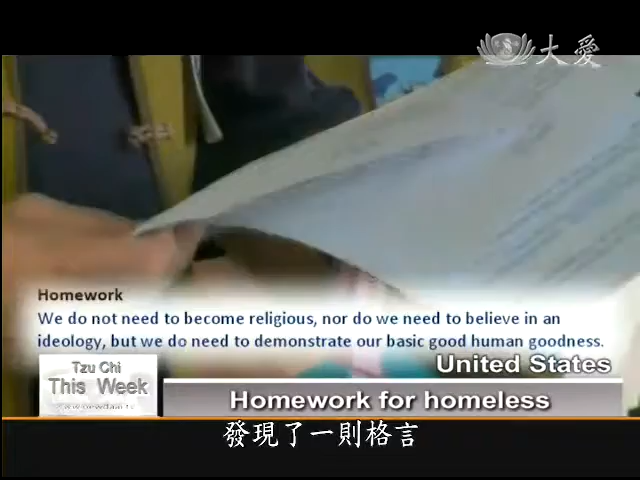 大愛
Homework
We do not need to become religious, nor do we need to believe in an
ideology, but we do need to demonstrate our basic good human goodness.
United States
Tzu Chi
This Week
Homework for homeless
發現了一則格言